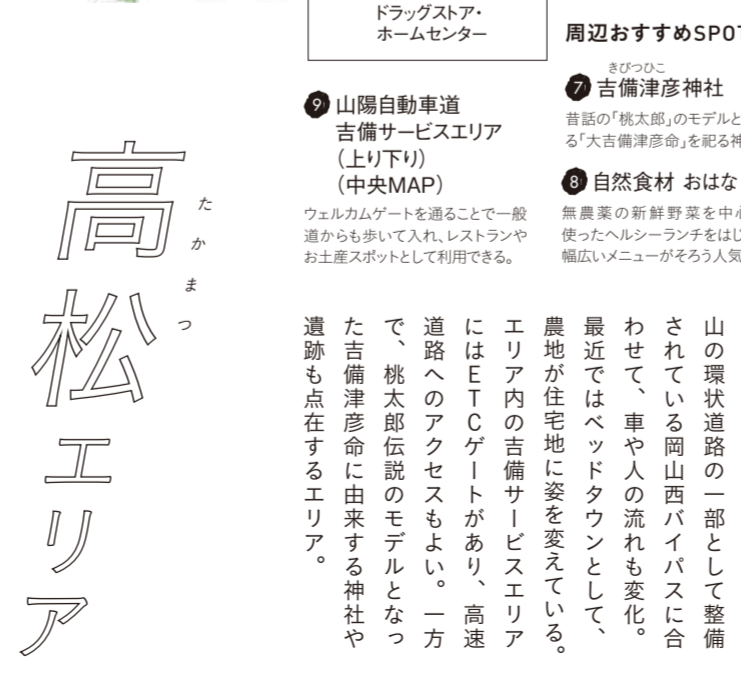 ドラッグストア・
ホームセンター
周辺おすすめSPO
きびつひこ
7 吉備津彦神社
昔話の「桃太郎」のモデルと
る「大吉備津彦命」を祀る神
8 自然食材 おはな
無農薬の新鮮野菜を中心
使ったヘルシーランチをはじ
幅広いメニューがそろう人気
9 山陽自動車道
吉備サービスエリア
（上り下り）
（中央MAP）
ウェルカムゲートを通ることで一般
道からも歩いて入れ、レストランや
お土産スポットとして利用できる。
高松エリア
たかまつ
山の環状道路の一部として整備
されている岡山西バイパスに合
わせて、車や人の流れも変化。
最近ではベッドタウンとして、
農地が住宅地に姿を変えている。
エリア内の吉備サービスエリア
にはETCゲートがあり、高速
道路へのアクセスもよい。一方
で、桃太郎伝説のモデルとなっ
た吉備津彦命に由来する神社や
遺跡も点在するエリア。